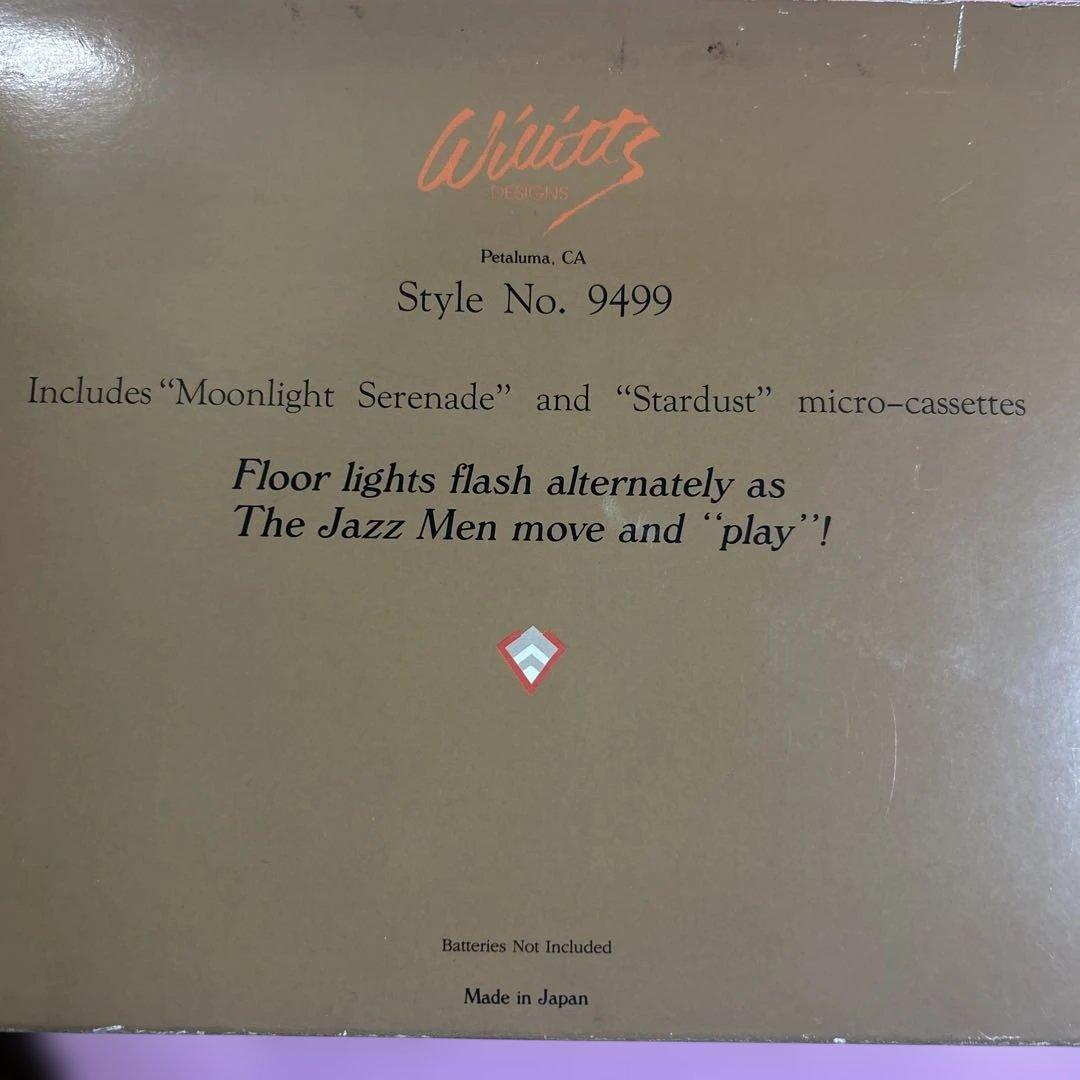 Willitts
DESIGNS
Petaluma, CA
Style No. 9499
Includes “Moonlight Serenade” and “Stardust” micro-cassettes
Floor lights flash alternately as
The Jazz Men move and “play”!
Batteries Not Included
Made in Japan